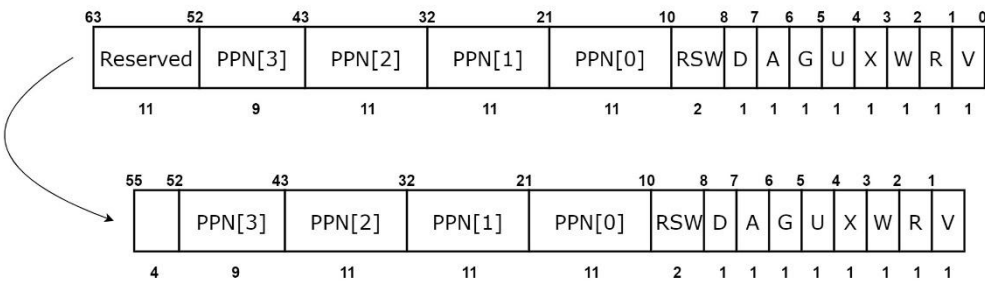 63 52 43 32 21 10 8 7 6 5 4 3 2 1 0
Reserved PPN[3] PPN[2] PPN[1] PPN[0] RSW D A G U X W R V
11 9 11 11 11 2 1 1 1 1 1 1 1 1
55 52 43 32 21 10 8 7 6 5 4 3 2 1
PPN[3] PPN[2] PPN[1] PPN[0] RSW D A G U X W R V
4 9 11 11 11 2 1 1 1 1 1 1 1 1